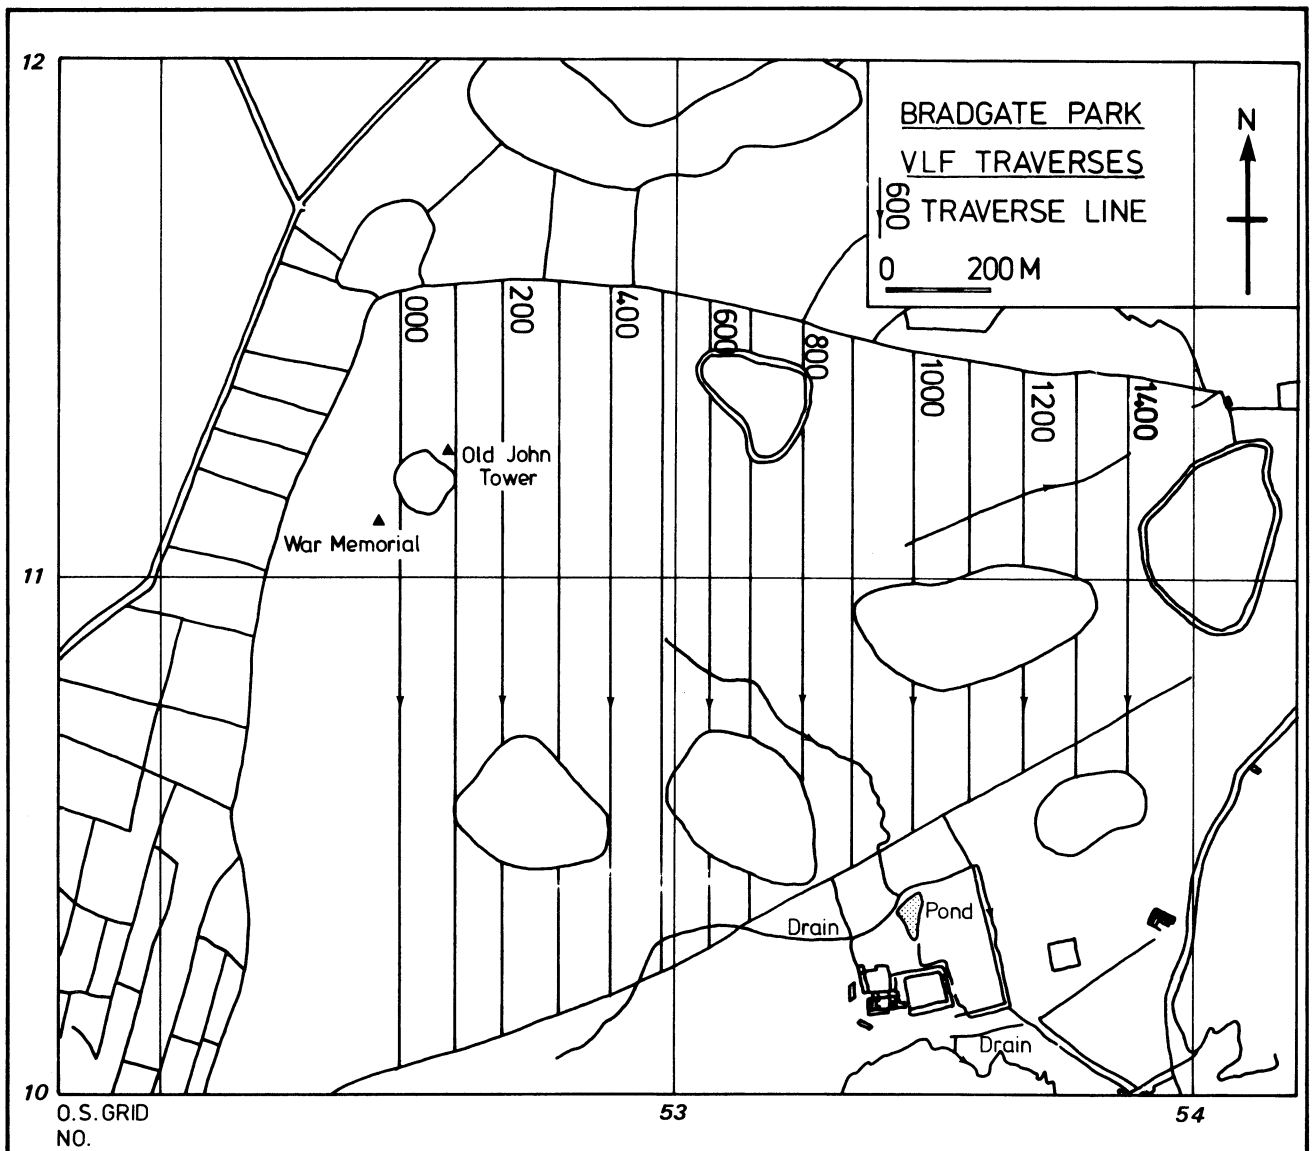 12
BRADGATE PARK
VLF TRAVERSES
600 TRAVERSE LINE
0 200 M
N
000
200
400
600
800
1000
1200
1400
Old John
Tower
War Memorial
11
Drain
Pond
Drain
10
O.S. GRID
NO.
53
54